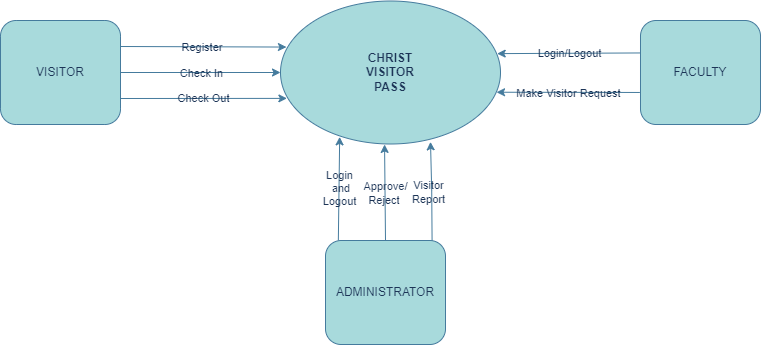 VISITOR
Register
Check In
Check Out
CHRIST
VISITOR
PASS
Login/Logout
Make Visitor Request
FACULTY
Login
and
Logout
Approve/
Reject
Visitor
Report
ADMINISTRATOR